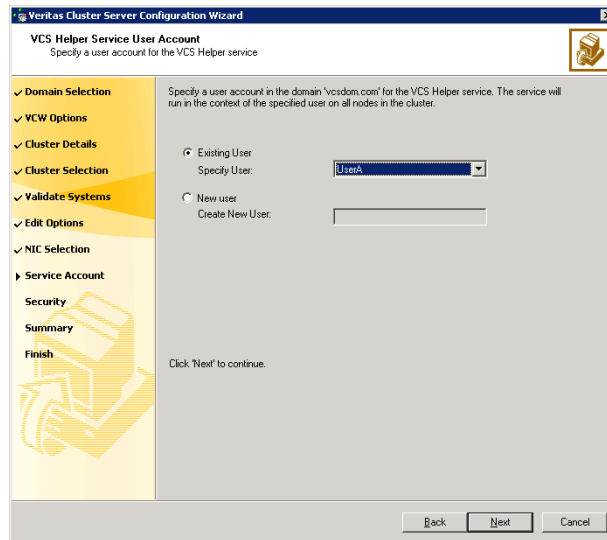 Veritas Cluster Server Configuration Wizard
VCS Helper Service User Account
Specify a user account for the VCS Helper service
Domain Selection
VCW Options
Cluster Details
Cluster Selection
Validate Systems
Edit Options
NIC Selection
Service Account
Security
Summary
Finish
Specify a user account in the domain 'vcsdom.com' for the VCS Helper service. The service will
run in the context of the specified user on all nodes in the cluster.
Existing User
Specify User:
UserA
New user
Create New User:
Click 'Next' to continue.
Back
Next
Cancel